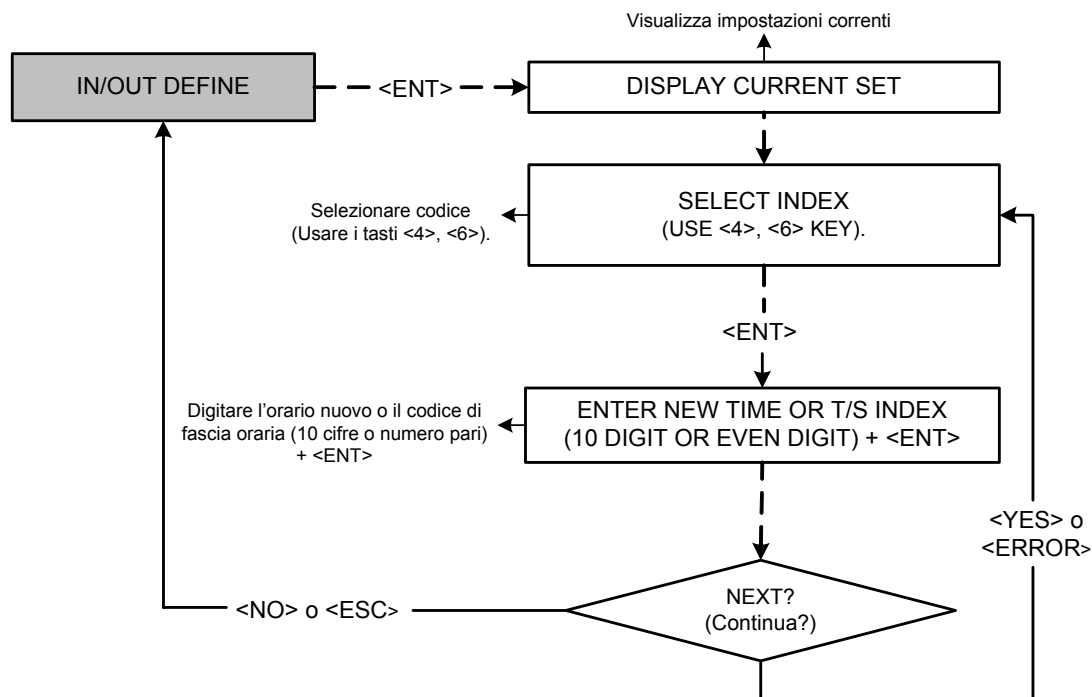 Visualizza impostazioni correnti
IN/OUT DEFINE
<ENT>
DISPLAY CURRENT SET
Selezionare codice
(Usare i tasti <4>, <6>).
SELECT INDEX
(USE <4>, <6> KEY).
<ENT>
Digitare l'orario nuovo o il codice di
fascia oraria (10 cifre o numero pari)
+ <ENT>
ENTER NEW TIME OR T/S INDEX
(10 DIGIT OR EVEN DIGIT) + <ENT>
<YES> o
<ERROR>
<NO> o <ESC>
NEXT?
(Continua?)